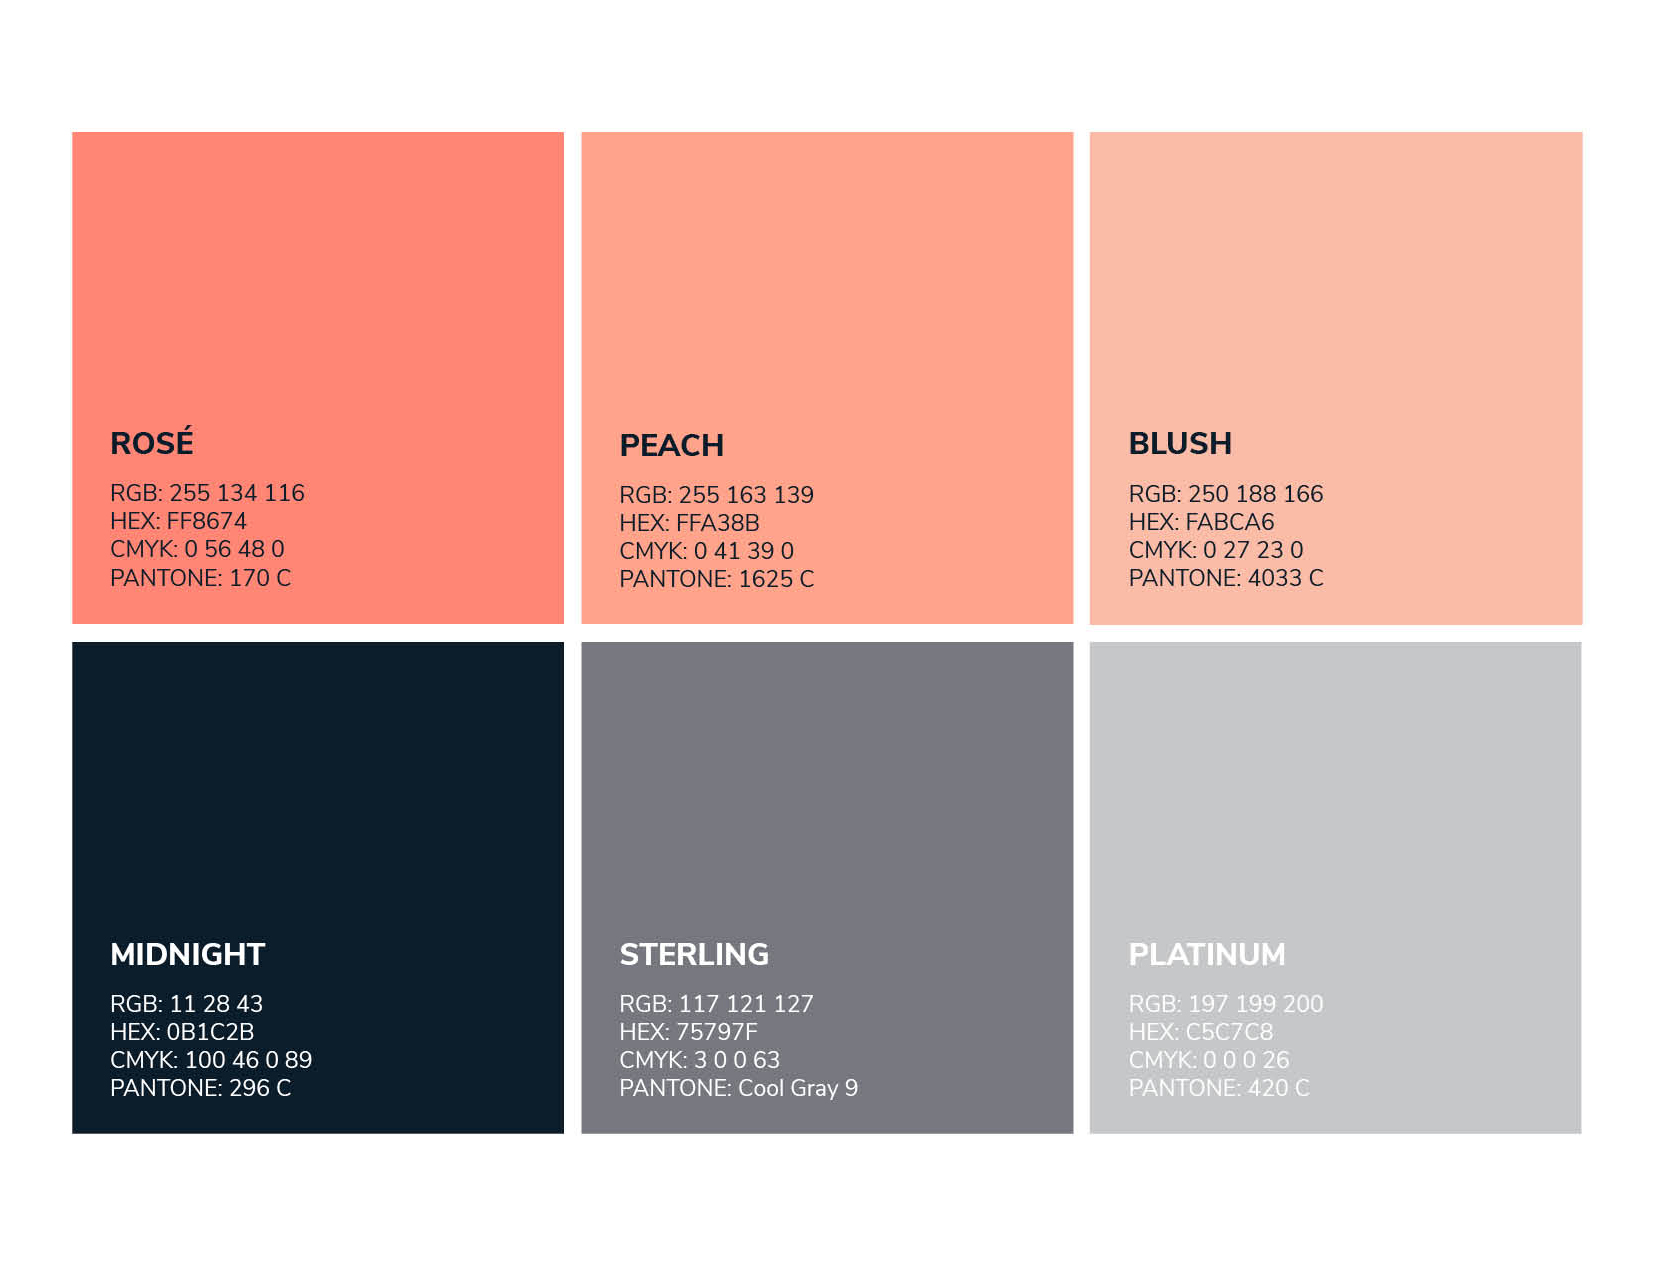 ROSÉ
RGB: 255 134 116
HEX: FF8674
CMYK: 0 56 48 0
PANTONE: 170 C
PEACH
RGB: 255 163 139
HEX: FFA38B
CMYK: 0 41 39 0
PANTONE: 1625 C
BLUSH
RGB: 250 188 166
HEX: FABCA6
CMYK: 0 27 23 0
PANTONE: 4033 C
MIDNIGHT
RGB: 11 28 43
HEX: 0B1C2B
CMYK: 100 46 0 89
PANTONE: 296 C
STERLING
RGB: 117 121 127
HEX: 75797F
CMYK: 3 0 0 63
PANTONE: Cool Gray 9
PLATINUM
RGB: 197 199 200
HEX: C5C7C8
CMYK: 0 0 0 26
PANTONE: 420 C